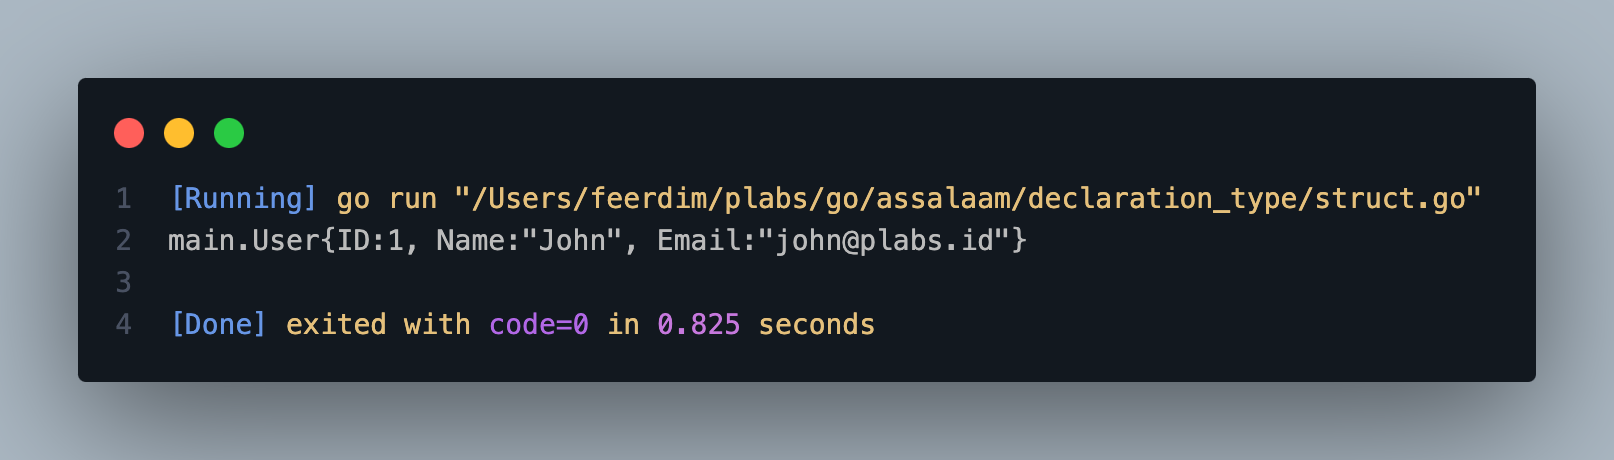 1 [Running] go run "/Users/feerdim/plabs/go/assalaam/declaration_type/struct.go"
2 main.User{ID:1, Name:"John", Email:"john@plabs.id"}
3
4 [Done] exited with code=0 in 0.825 seconds